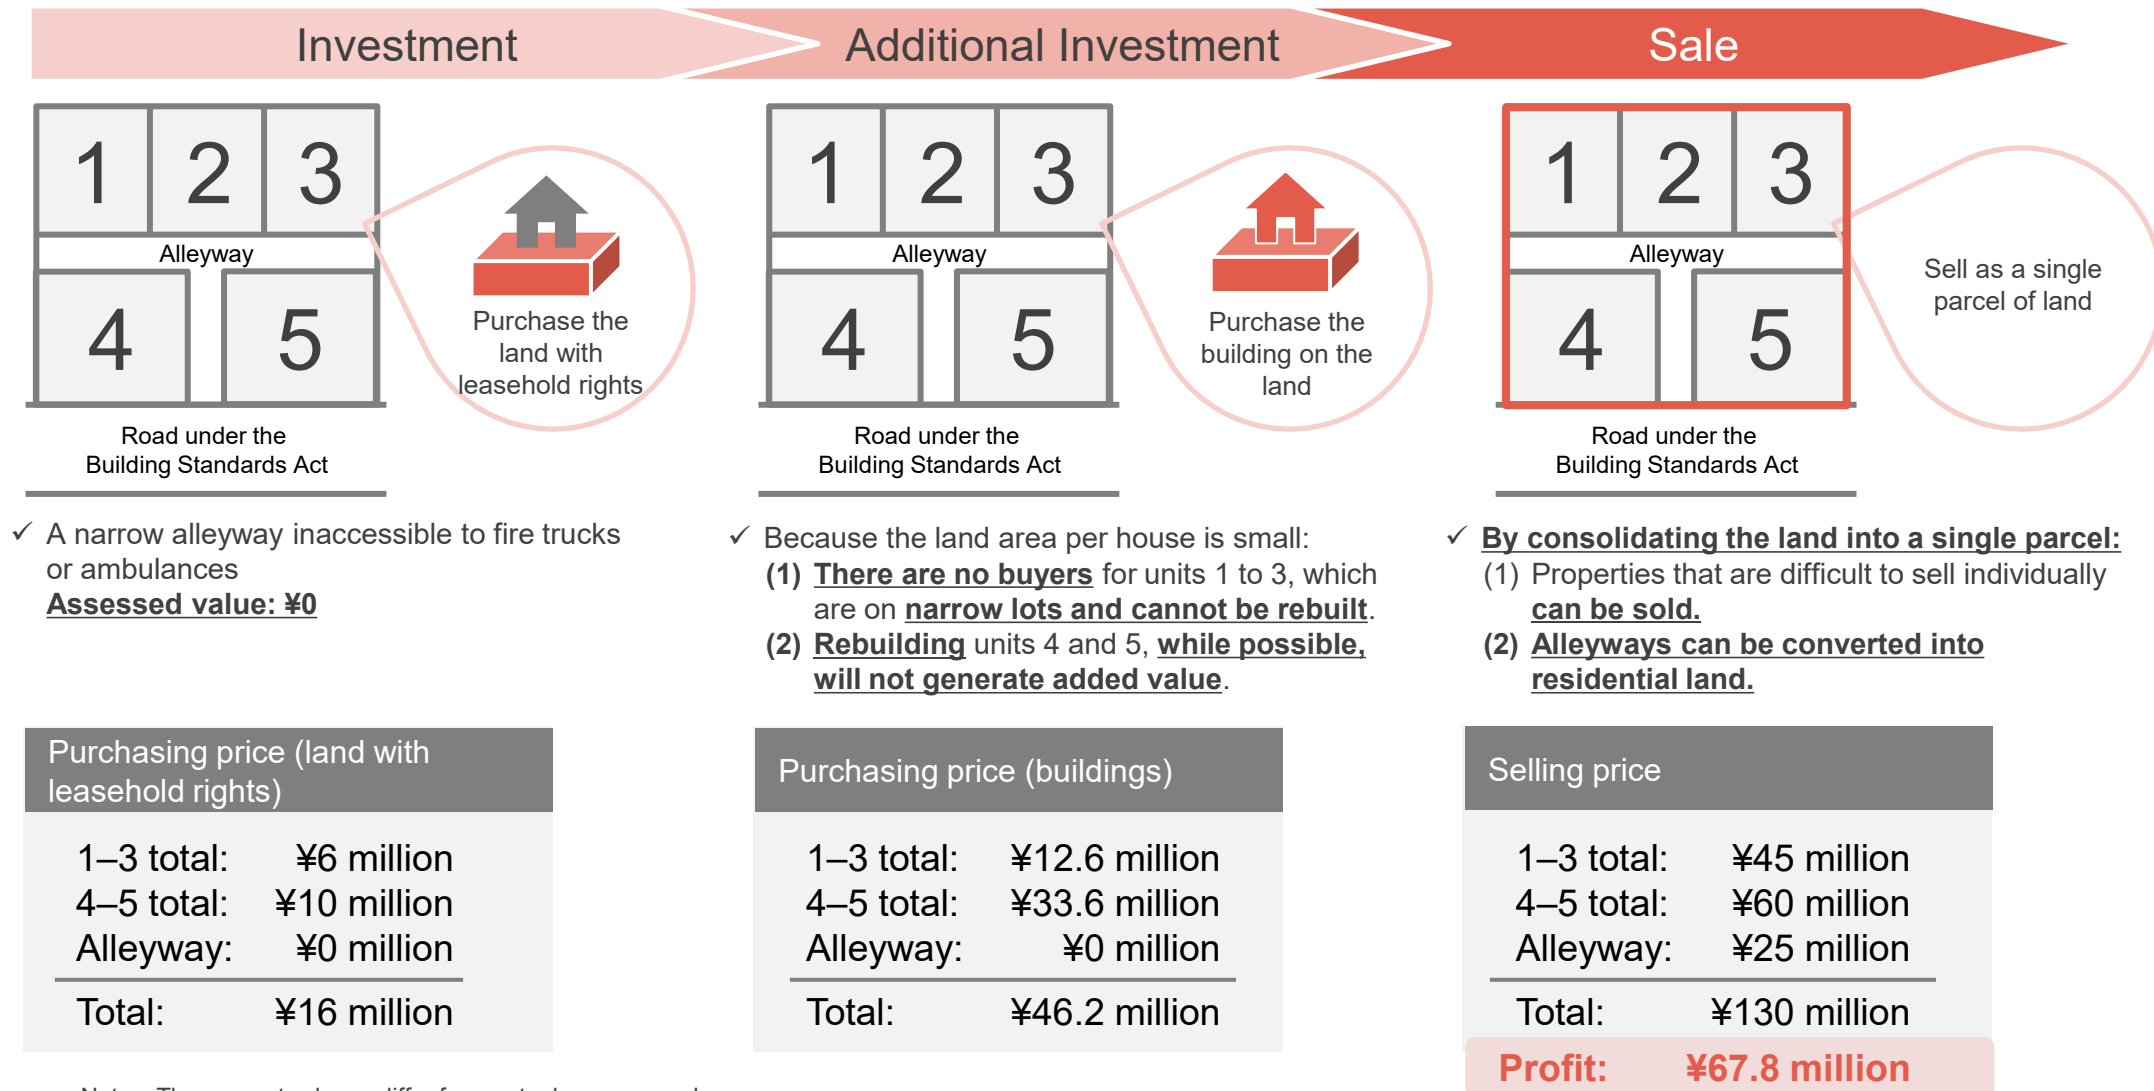 Investment
Additional Investment
Sale
1 2 3
Alleyway
4 5
Road under the
Building Standards Act
Purchase the
land with
leasehold rights
1 2 3
Alleyway
4 5
Road under the
Building Standards Act
Purchase the
building on the
land
1 2 3
Alleyway
4 5
Road under the
Building Standards Act
Sell as a single
parcel of land
✓ A narrow alleyway inaccessible to fire trucks
or ambulances
Assessed value: ¥0
✓ Because the land area per house is small:
(1) There are no buyers for units 1 to 3, which
are on narrow lots and cannot be rebuilt.
(2) Rebuilding units 4 and 5, while possible,
will not generate added value.
✓ By consolidating the land into a single parcel:
(1) Properties that are difficult to sell individually
can be sold.
(2) Alleyways can be converted into
residential land.
Purchasing price (land with
leasehold rights)
1–3 total: ¥6 million
4–5 total: ¥10 million
Alleyway: ¥0 million
Total: ¥16 million
Purchasing price (buildings)
1–3 total: ¥12.6 million
4–5 total: ¥33.6 million
Alleyway: ¥0 million
Total: ¥46.2 million
Selling price
1–3 total: ¥45 million
4–5 total: ¥60 million
Alleyway: ¥25 million
Total: ¥130 million
Profit: ¥67.8 million